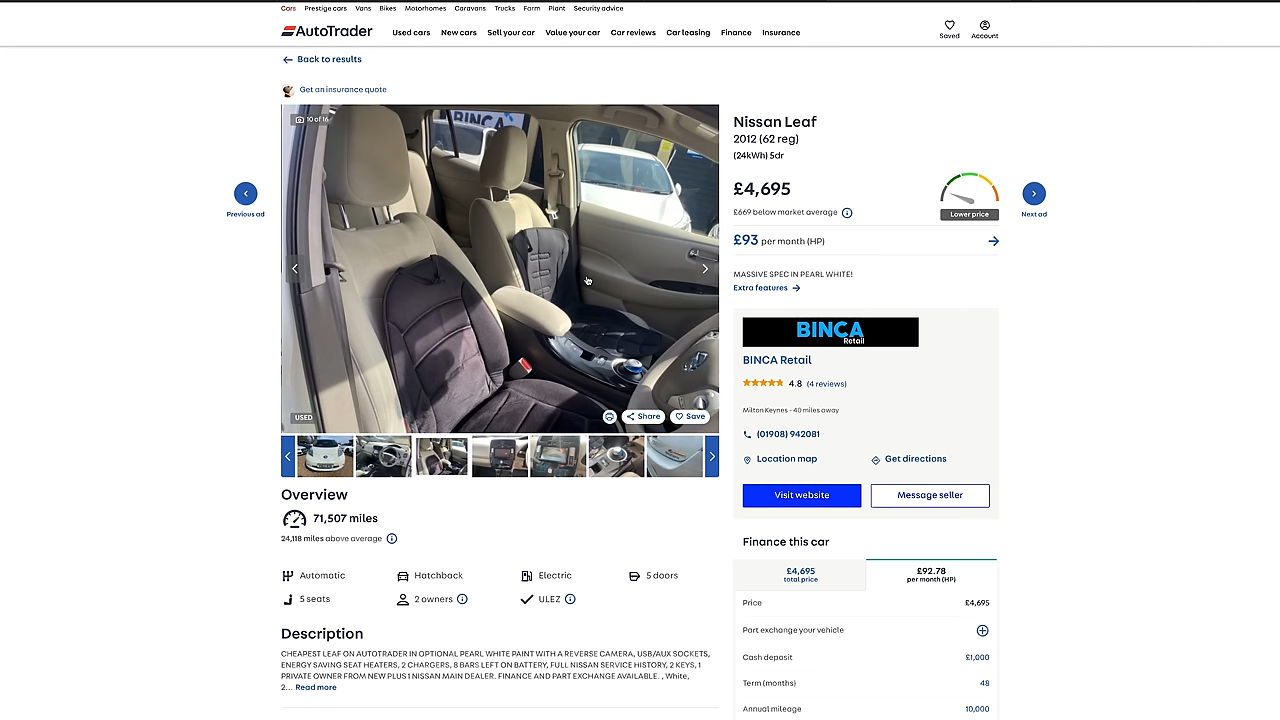 Cars Prestige cars Vans Bikes Motorhomes Caravans Trucks Farm Plant Security advice
AutoTrader
Used cars New cars Sell your car Value your car Car reviews Car leasing Finance Insurance
Saved Account
Back to results
Get an insurance quote
10 of 16
BINCA
USED
Share
Save
Previous ad
Next ad
Nissan Leaf
2012 (62 reg)
(24kWh) 5dr
£4,695
£669 below market average
Lower price
£93 per month (HP)
MASSIVE SPEC IN PEARL WHITE!
Extra features
BINCA
Retail
BINCA Retail
4.8 (4 reviews)
Milton Keynes - 40 miles away
(01908) 942081
Location map Get directions
Visit website Message seller
Overview
71,507 miles
24,118 miles above average
Automatic Hatchback Electric 5 doors
5 seats 2 owners ULEZ
Description
CHEAPEST LEAF ON AUTOTRADER IN OPTIONAL PEARL WHITE PAINT WITH A REVERSE CAMERA, USB/AUX SOCKETS,
ENERGY SAVING SEAT HEATERS, 2 CHARGERS, 8 BARS LEFT ON BATTERY, FULL NISSAN SERVICE HISTORY, 2 KEYS, 1
PRIVATE OWNER FROM NEW PLUS 1 NISSAN MAIN DEALER. FINANCE AND PART EXCHANGE AVAILABLE. , White,
2... Read more
Finance this car
£4,695
total price
£92.78
per month (HP)
Price £4,695
Part exchange your vehicle
Cash deposit £1,000
Term (months) 48
Annual mileage 10,000